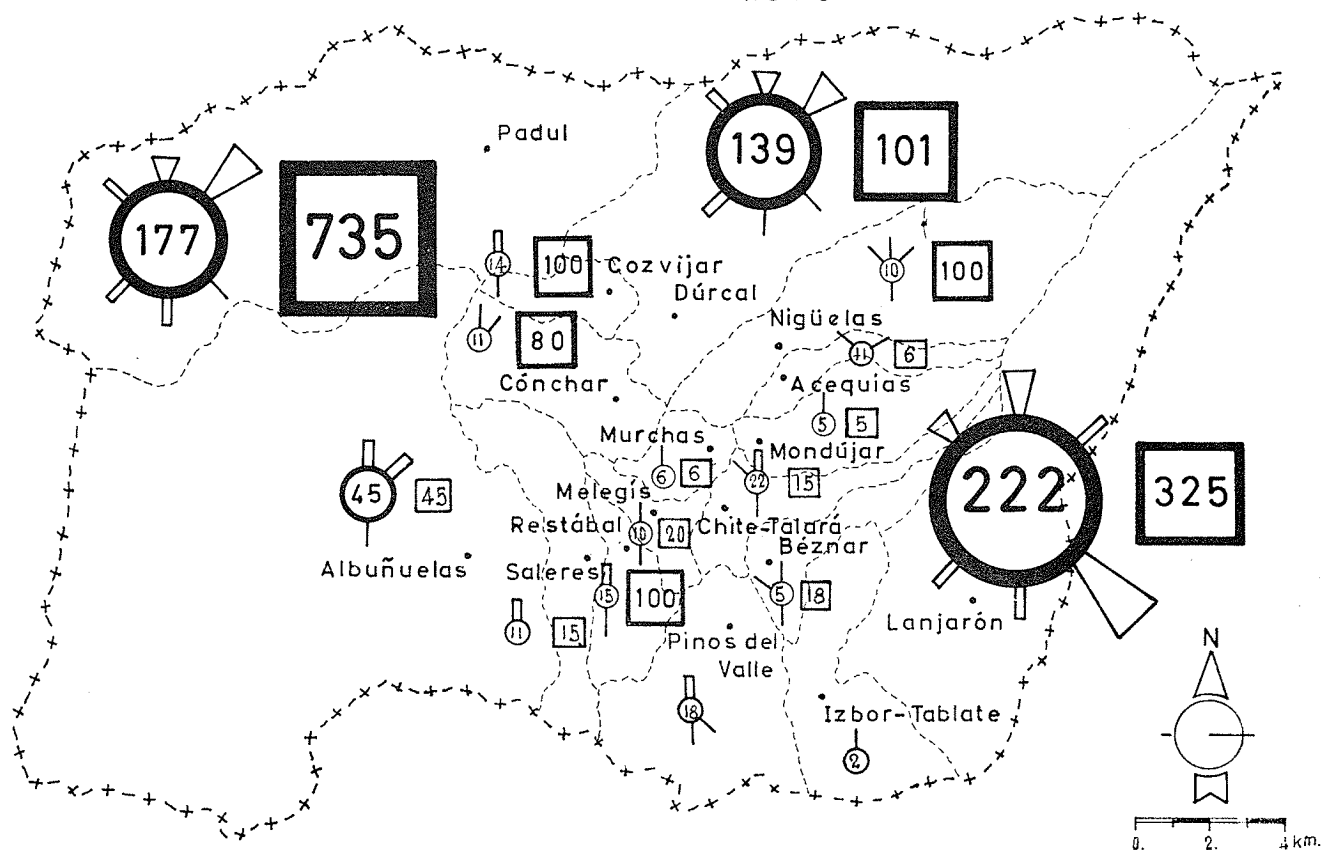 Padul
139
101
177
735
14
100
Cozvijar
Dúrcal
10
100
11
80
Nigüelas
11
6
Cónchar
Acequias
5
5
Murchas
Mondújar
6
6
22
15
222
325
45
45
Melegís
Restábal
10
20
Chite-Talará
Béznar
Albuñuelas
Saleres
15
100
5
18
Lanjarón
11
15
Pinos del
Valle
N
18
Izbor-Tablate
2
0. 2. 4 km.